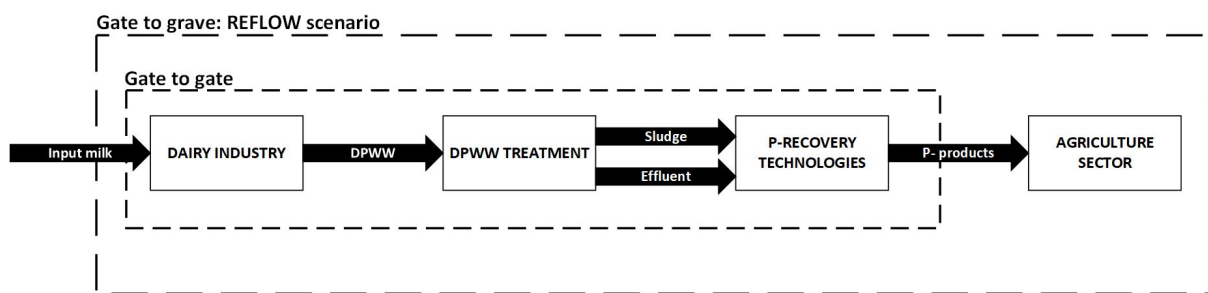 Gate to grave: REFLOW scenario
Gate to gate
Input milk
DAIRY INDUSTRY
DPWW
DPWW TREATMENT
Sludge
Effluent
P-RECOVERY
TECHNOLOGIES
P- products
AGRICULTURE
SECTOR